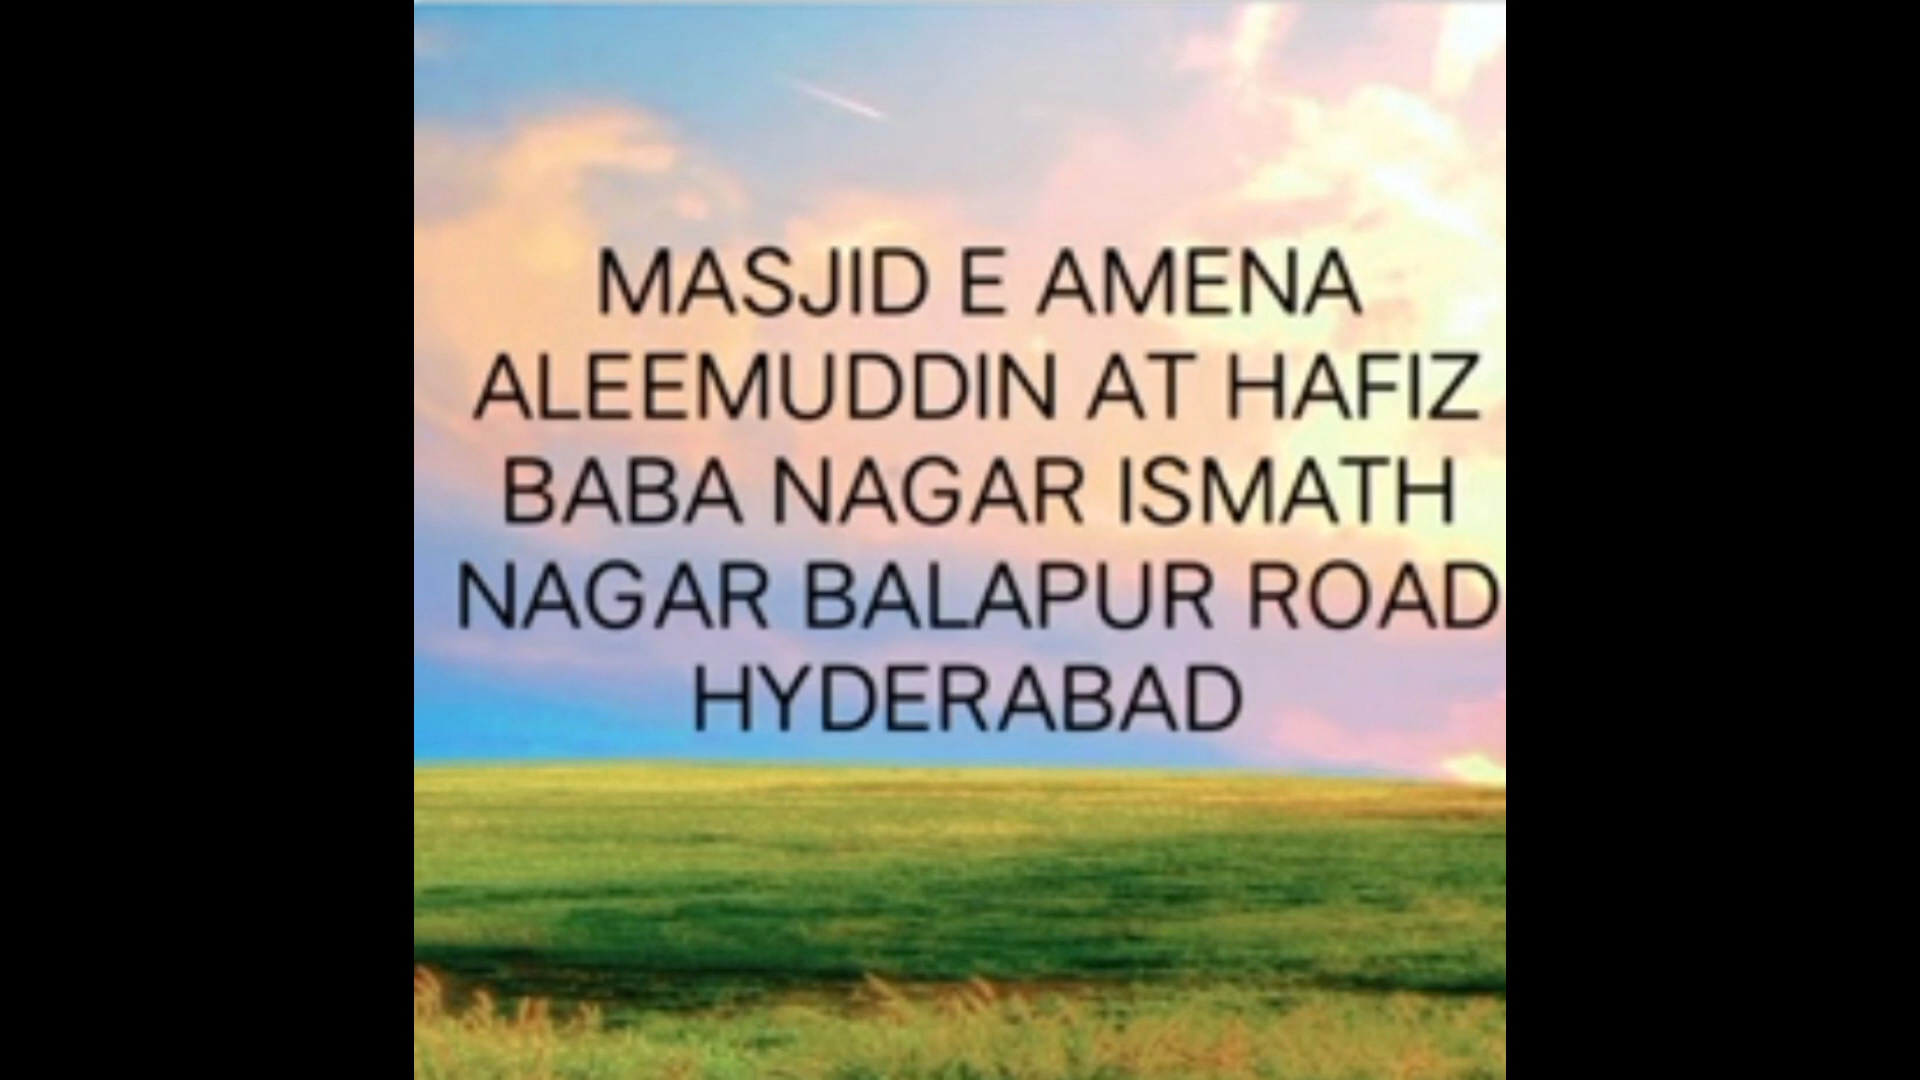 MASJID E AMENA
ALEEMUDDIN AT HAFIZ
BABA NAGAR ISMATH
NAGAR BALAPUR ROAD
HYDERABAD